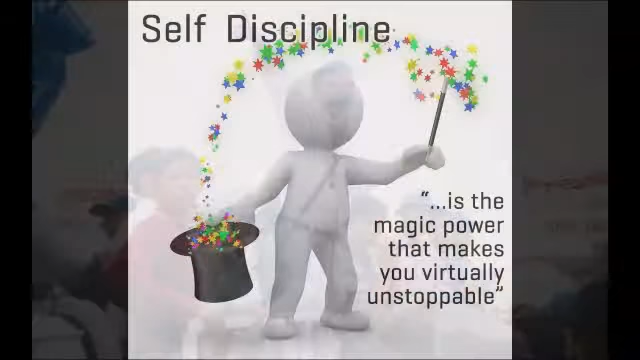 Self Discipline
“...is the
magic power
that makes
you virtually
unstoppable“